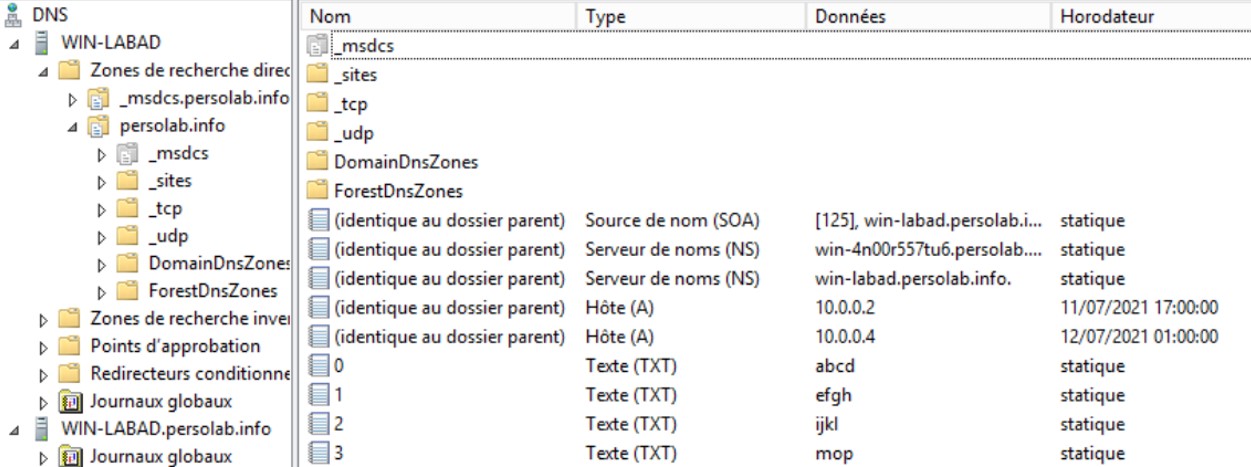 DNS
WIN-LABAD
Zones de recherche direc
_msdcs.persolab.info
persolab.info
_msdcs
_sites
_tcp
_udp
DomainDnsZones
ForestDnsZones
Zones de recherche inver
Points d'approbation
Redirecteurs conditionne
Journaux globaux
WIN-LABAD.persolab.info
Journaux globaux
Nom Type Données Horodateur
_msdcs
_sites
_tcp
_udp
DomainDnsZones
ForestDnsZones
(identique au dossier parent) Source de nom (SOA) [125], win-labad.persolab.i... statique
(identique au dossier parent) Serveur de noms (NS) win-4n00r557tu6.persolab.... statique
(identique au dossier parent) Serveur de noms (NS) win-labad.persolab.info. statique
(identique au dossier parent) Hôte (A) 10.0.0.2 11/07/2021 17:00:00
(identique au dossier parent) Hôte (A) 10.0.0.4 12/07/2021 01:00:00
0 Texte (TXT) abcd statique
1 Texte (TXT) efgh statique
2 Texte (TXT) ijkl statique
3 Texte (TXT) mop statique